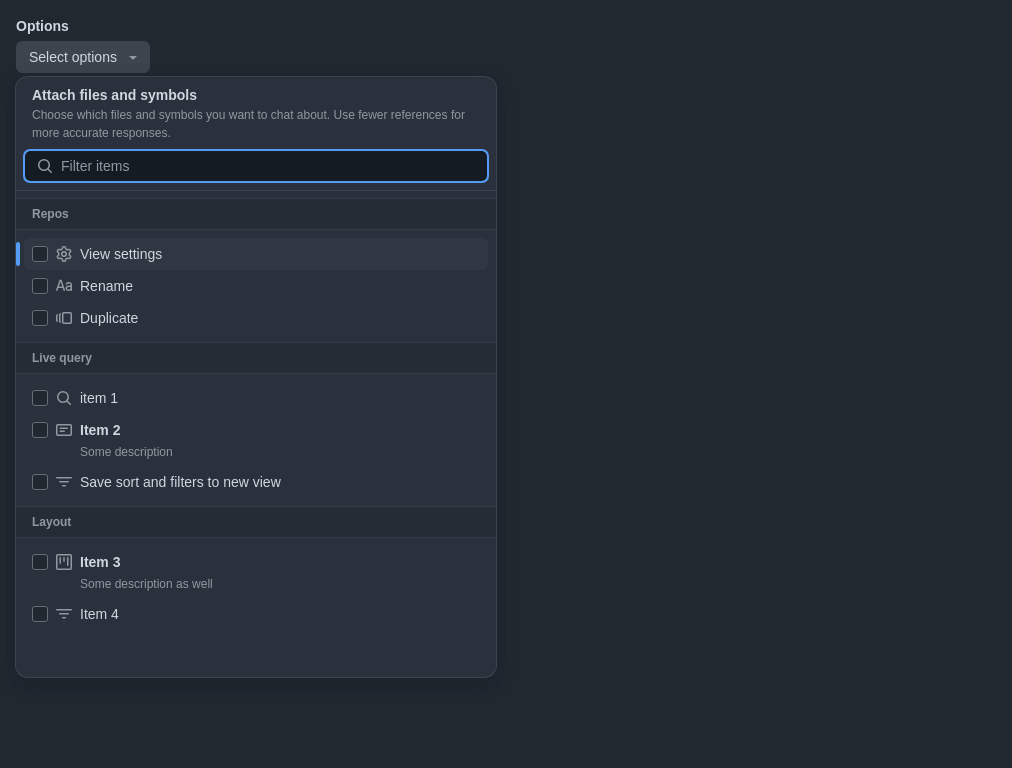 Options
Select options
Attach files and symbols
Choose which files and symbols you want to chat about. Use fewer references for
more accurate responses.
Filter items
Repos
View settings
Rename
Duplicate
Live query
item 1
Item 2
Some description
Save sort and filters to new view
Layout
Item 3
Some description as well
Item 4